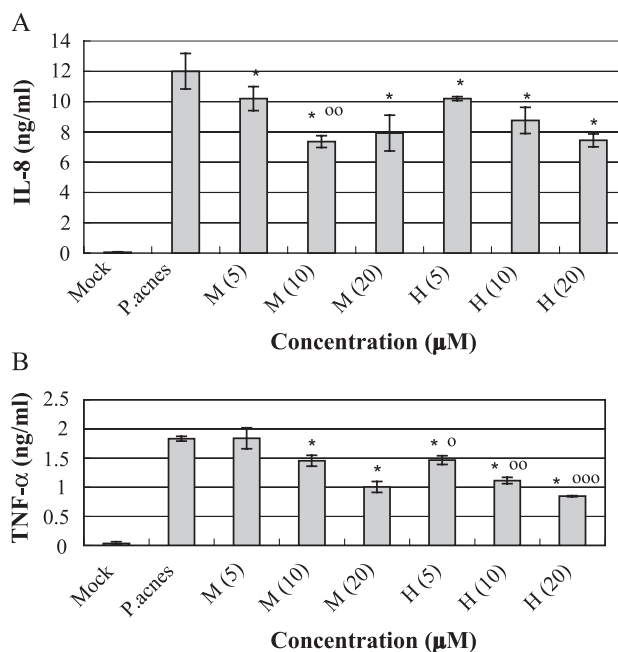 A
IL-8 (ng/ml)
14
12
10
8
6
4
2
0
* * oo * * * *
Mock P.acnes M (5) M (10) M (20) H (5) H (10) H (20)
Concentration (µM)
B
TNF-α (ng/ml)
2.5
2
1.5
1
0.5
0
* * * o * oo * ooo
Mock P.acnes M (5) M (10) M (20) H (5) H (10) H (20)
Concentration (µM)